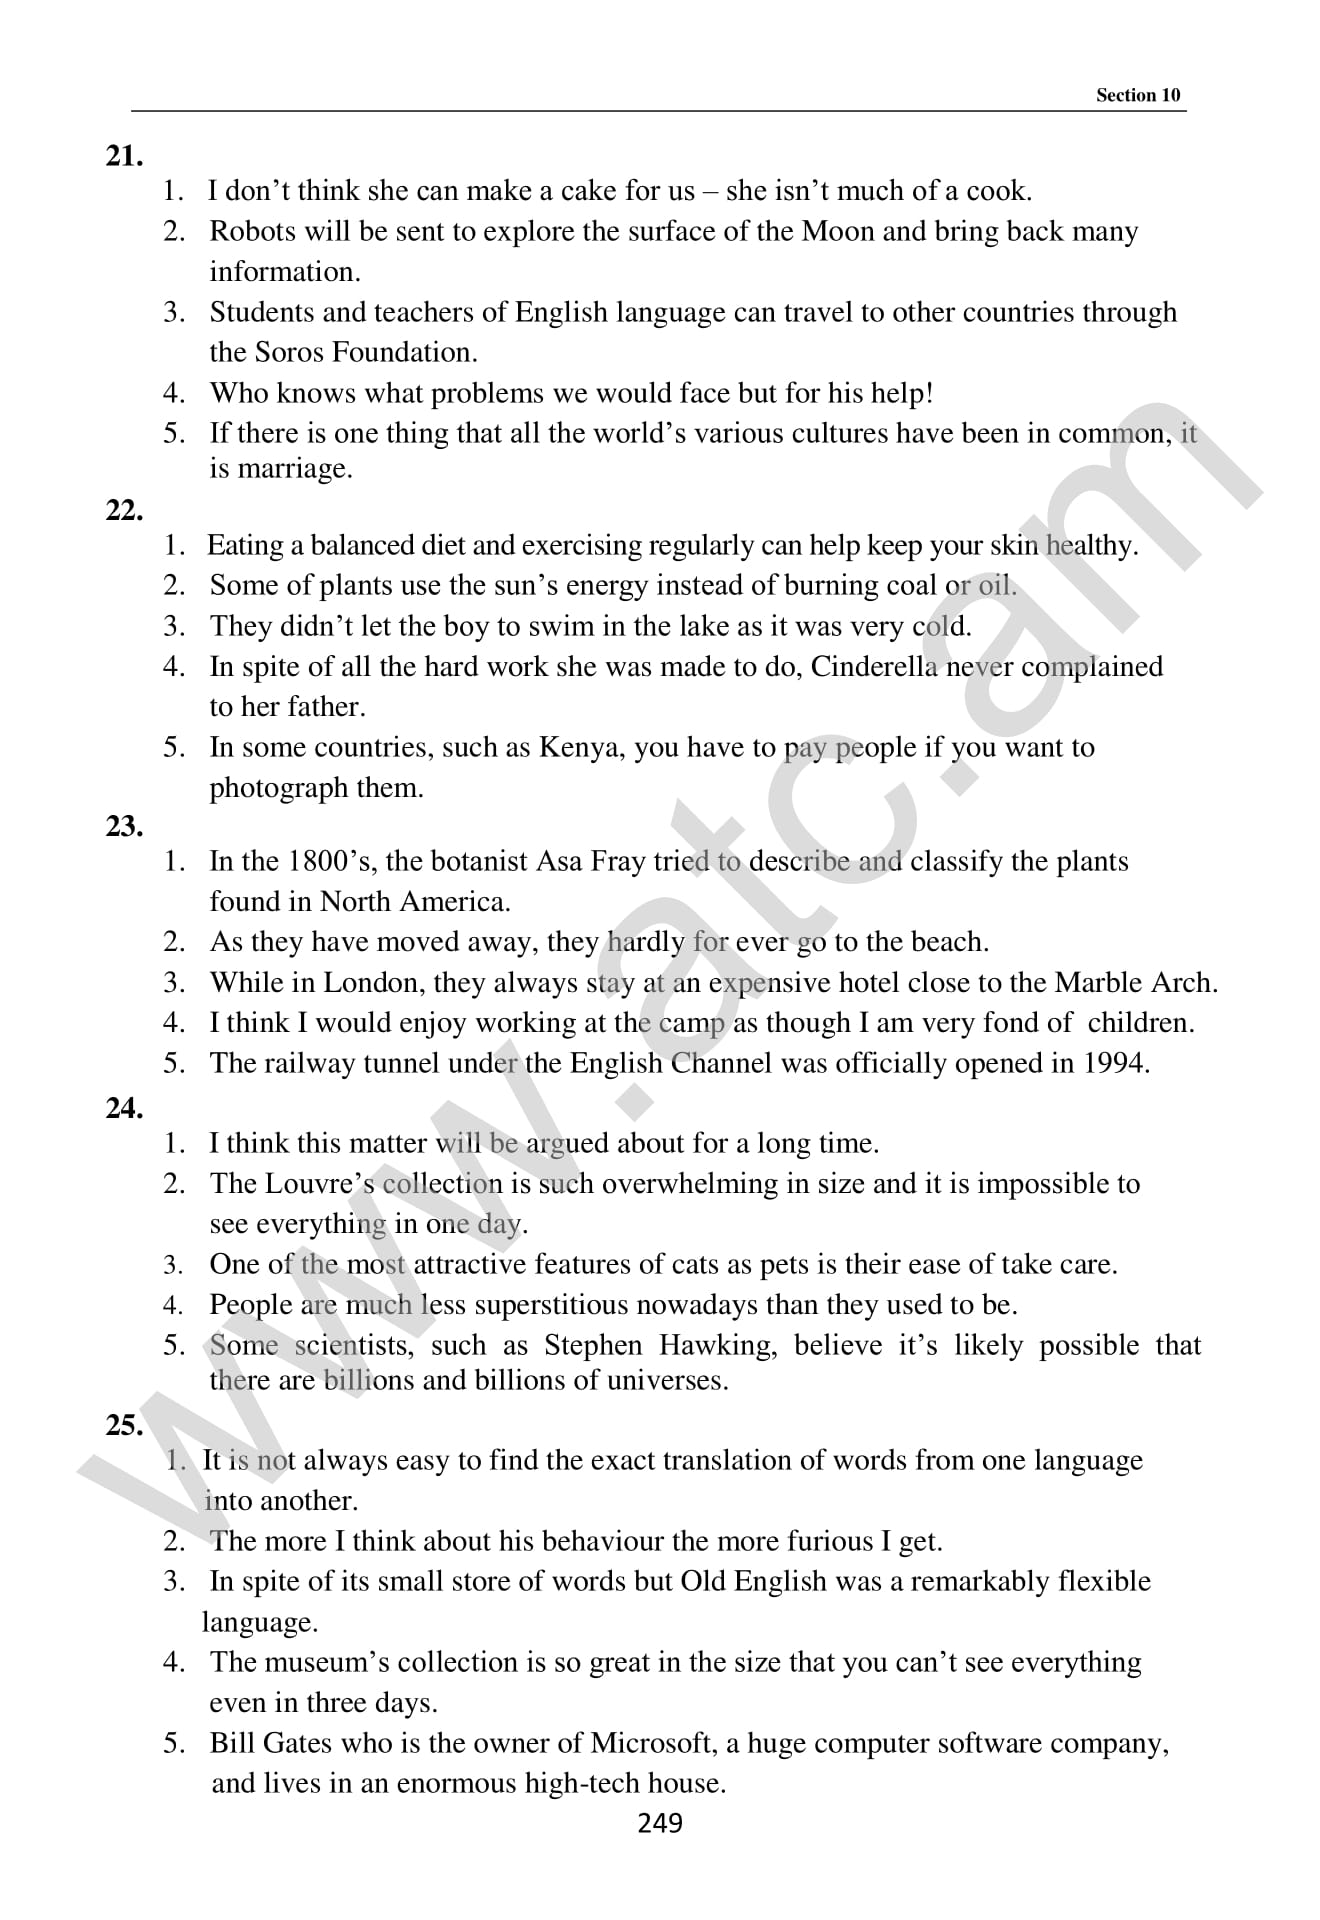 Section 10
21.
1. I don’t think she can make a cake for us – she isn’t much of a cook.
2. Robots will be sent to explore the surface of the Moon and bring back many
information.
3. Students and teachers of English language can travel to other countries through
the Soros Foundation.
4. Who knows what problems we would face but for his help!
5. If there is one thing that all the world’s various cultures have been in common, it
is marriage.
22.
1. Eating a balanced diet and exercising regularly can help keep your skin healthy.
2. Some of plants use the sun’s energy instead of burning coal or oil.
3. They didn’t let the boy to swim in the lake as it was very cold.
4. In spite of all the hard work she was made to do, Cinderella never complained
to her father.
5. In some countries, such as Kenya, you have to pay people if you want to
photograph them.
23.
1. In the 1800’s, the botanist Asa Fray tried to describe and classify the plants
found in North America.
2. As they have moved away, they hardly for ever go to the beach.
3. While in London, they always stay at an expensive hotel close to the Marble Arch.
4. I think I would enjoy working at the camp as though I am very fond of children.
5. The railway tunnel under the English Channel was officially opened in 1994.
24.
1. I think this matter will be argued about for a long time.
2. The Louvre’s collection is such overwhelming in size and it is impossible to
see everything in one day.
3. One of the most attractive features of cats as pets is their ease of take care.
4. People are much less superstitious nowadays than they used to be.
5. Some scientists, such as Stephen Hawking, believe it’s likely possible that
there are billions and billions of universes.
25.
1. It is not always easy to find the exact translation of words from one language
into another.
2. The more I think about his behaviour the more furious I get.
3. In spite of its small store of words but Old English was a remarkably flexible
language.
4. The museum’s collection is so great in the size that you can’t see everything
even in three days.
5. Bill Gates who is the owner of Microsoft, a huge computer software company,
and lives in an enormous high-tech house.
249
www.atc.am